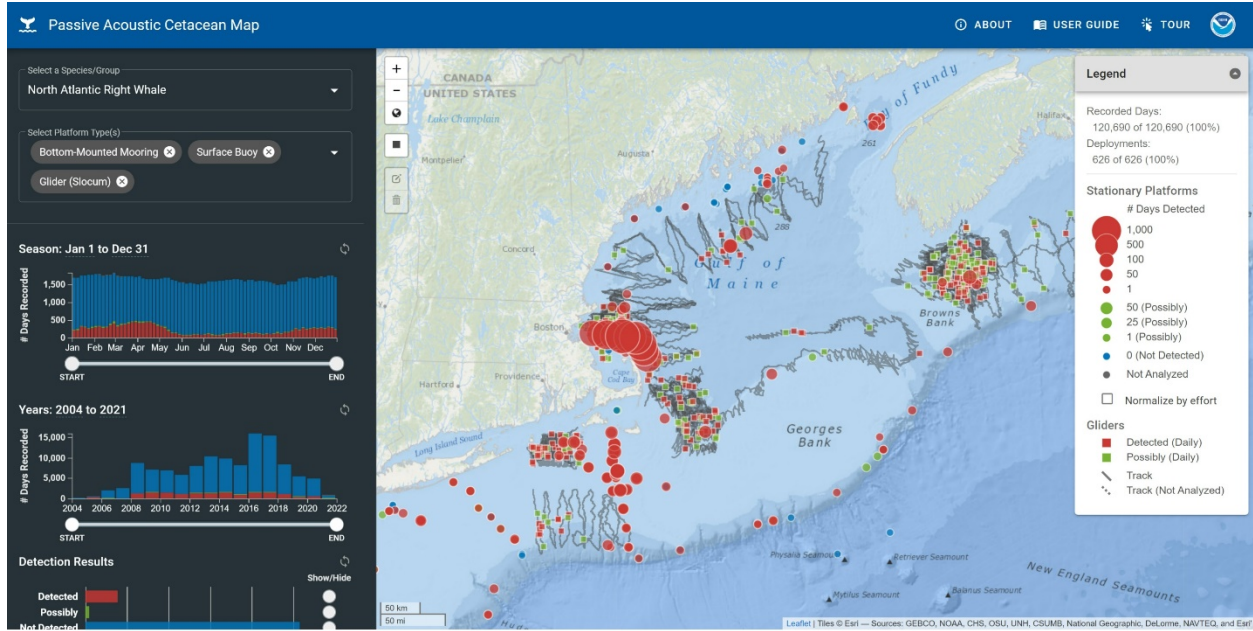 Passive Acoustic Cetacean Map
ABOUT
USER GUIDE
TOUR
Select a Species/Group
North Atlantic Right Whale
Select Platform Type(s)
Bottom-Mounted Mooring
Surface Buoy
Glider (Slocum)
Season: Jan 1 to Dec 31
# Days Recorded
1,500
1,000
500
0
Jan Feb Mar Apr May Jun Jul Aug Sep Oct Nov Dec
START
END
Years: 2004 to 2021
# Days Recorded
15,000
10,000
5,000
0
2004 2006 2008 2010 2012 2014 2016 2018 2020 2022
START
END
Detection Results
Show/Hide
Detected
Possibly
Not Detected
+
−
CANADA
UNITED STATES
Lake Champlain
Montpelier
Augusta
Bay of Fundy
Halifax
261
288
Concord
Gulf of
Maine
Boston
Browns
Bank
Providence
Hartford
Cape
Cod Bay
Long Island Sound
Georges
Bank
Physalia Seamount
Retriever Seamount
Mytilus Seamount
Balanus Seamount
New England Seamounts
50 km
50 mi
Leaflet | Tiles © Esri — Sources: GEBCO, NOAA, CHS, OSU, UNH, CSUMB, National Geographic, DeLorme, NAVTEQ, and Esri
Legend
Recorded Days:
120,690 of 120,690 (100%)
Deployments:
626 of 626 (100%)
Stationary Platforms
# Days Detected
1,000
500
100
50
1
50 (Possibly)
25 (Possibly)
1 (Possibly)
0 (Not Detected)
Not Analyzed
Normalize by effort
Gliders
Detected (Daily)
Possibly (Daily)
Track
Track (Not Analyzed)